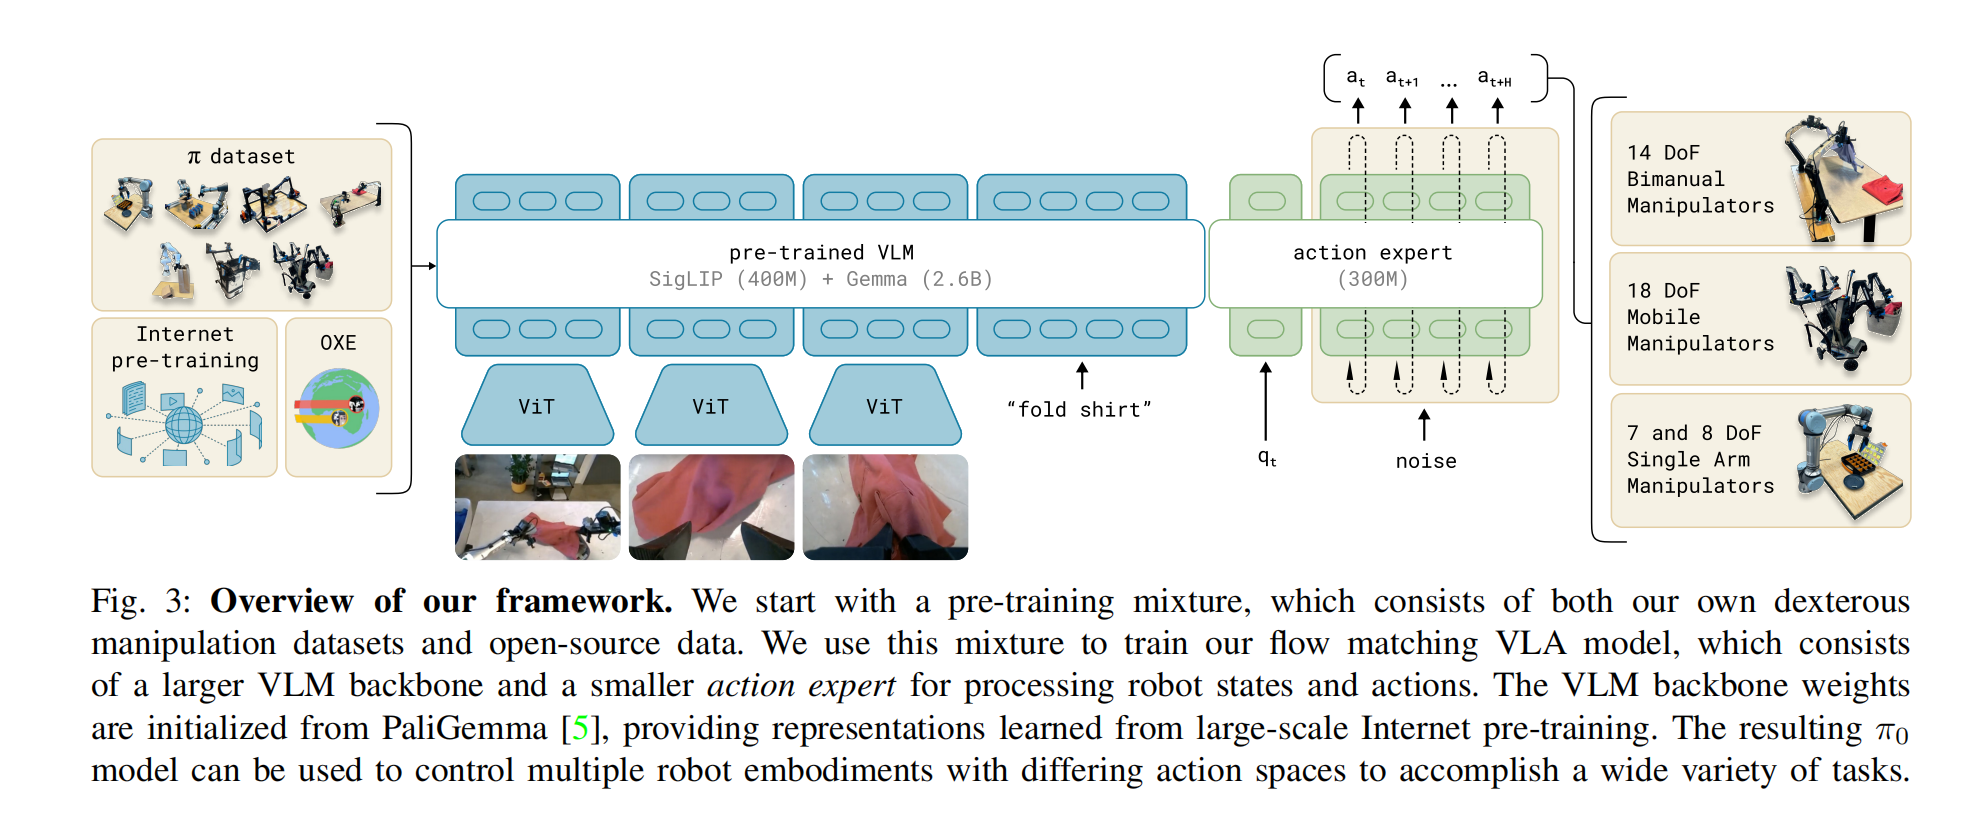 π dataset
Internet
pre-training
OXE
pre-trained VLM
SigLIP (400M) + Gemma (2.6B)
ViT
ViT
ViT
“fold shirt”
action expert
(300M)
qt
noise
at at+1 ... at+H
14 DoF
Bimanual
Manipulators
18 DoF
Mobile
Manipulators
7 and 8 DoF
Single Arm
Manipulators
Fig. 3: Overview of our framework. We start with a pre-training mixture, which consists of both our own dexterous
manipulation datasets and open-source data. We use this mixture to train our flow matching VLA model, which consists
of a larger VLM backbone and a smaller action expert for processing robot states and actions. The VLM backbone weights
are initialized from PaliGemma [5], providing representations learned from large-scale Internet pre-training. The resulting π0
model can be used to control multiple robot embodiments with differing action spaces to accomplish a wide variety of tasks.